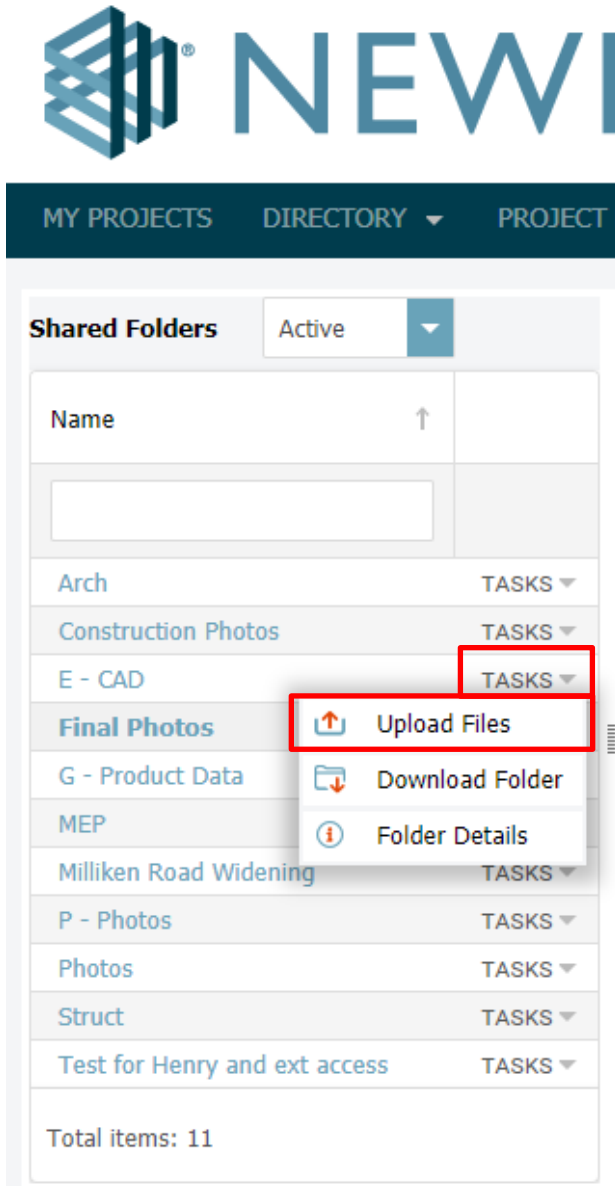 ® NEW
MY PROJECTS DIRECTORY PROJECT
Shared Folders Active
Name ↑
Arch TASKS
Construction Photos TASKS
E - CAD TASKS
Final Photos Upload Files
G - Product Data Download Folder
MEP Folder Details
Milliken Road Widening TASKS
P - Photos TASKS
Photos TASKS
Struct TASKS
Test for Henry and ext access TASKS
Total items: 11